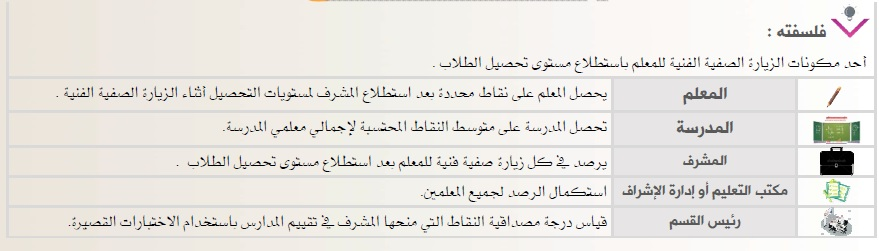 فلسفته :
أحد مكونات الزيارة الصفية الفنية للمعلم باستطلاع مستوى تحصيل الطلاب .
المعلم يحصل المعلم على نقاط محددة بعد استطلاع المشرف لمستويات التحصيل أثناء الزيارة الصفية الفنية .
المدرسة تحصل المدرسة على متوسط النقاط المحتسبة لإجمالي معلمي المدرسة.
المشرف يرصد في كل زيارة صفية فنية للمعلم بعد استطلاع مستوى تحصيل الطلاب .
مكتب التعليم أو إدارة الإشراف استكمال الرصد لجميع المعلمين.
رئيس القسم قياس درجة مصداقية النقاط التي منحها المشرف في تقييم المدارس باستخدام الاختبارات القصيرة.